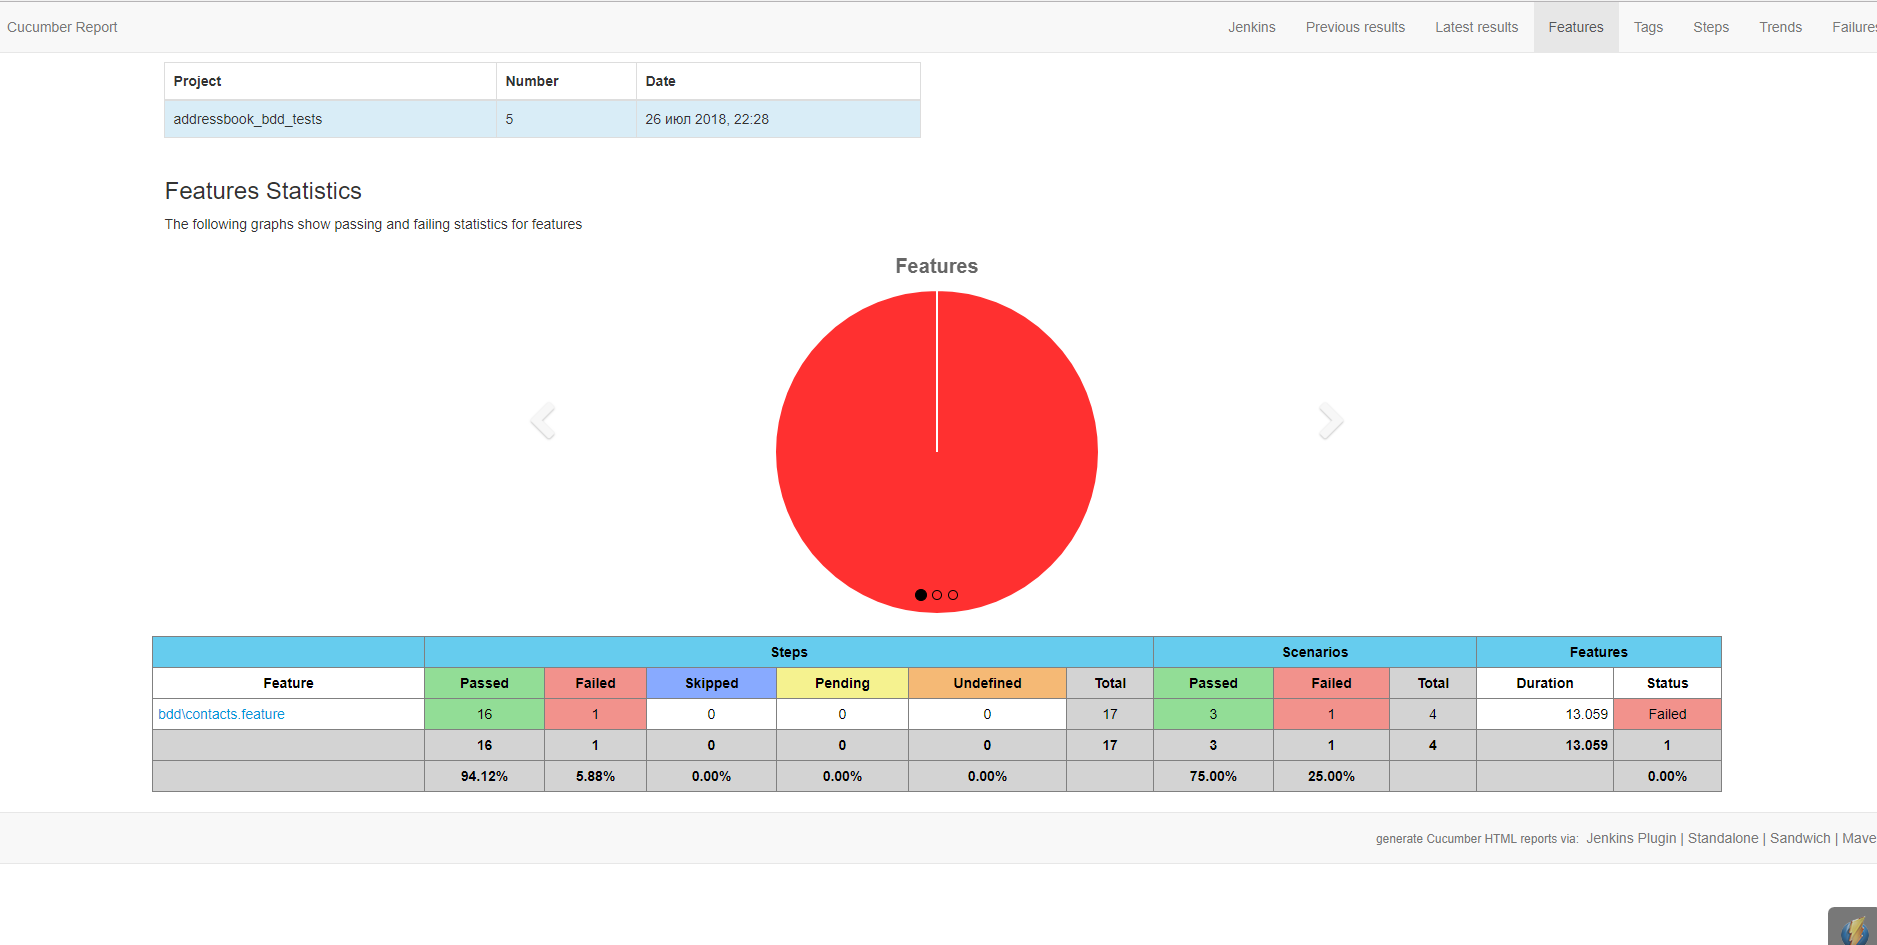 Cucumber Report Jenkins Previous results Latest results Features Tags Steps Trends Failures
Project Number Date
addressbook_bdd_tests 5 26 июл 2018, 22:28
Features Statistics
The following graphs show passing and failing statistics for features
Features
Steps Scenarios Features
Feature Passed Failed Skipped Pending Undefined Total Passed Failed Total Duration Status
bdd\contacts.feature 16 1 0 0 0 17 3 1 4 13.059 Failed
16 1 0 0 0 17 3 1 4 13.059 1
94.12% 5.88% 0.00% 0.00% 0.00% 75.00% 25.00% 0.00%
generate Cucumber HTML reports via: Jenkins Plugin | Standalone | Sandwich | Mave